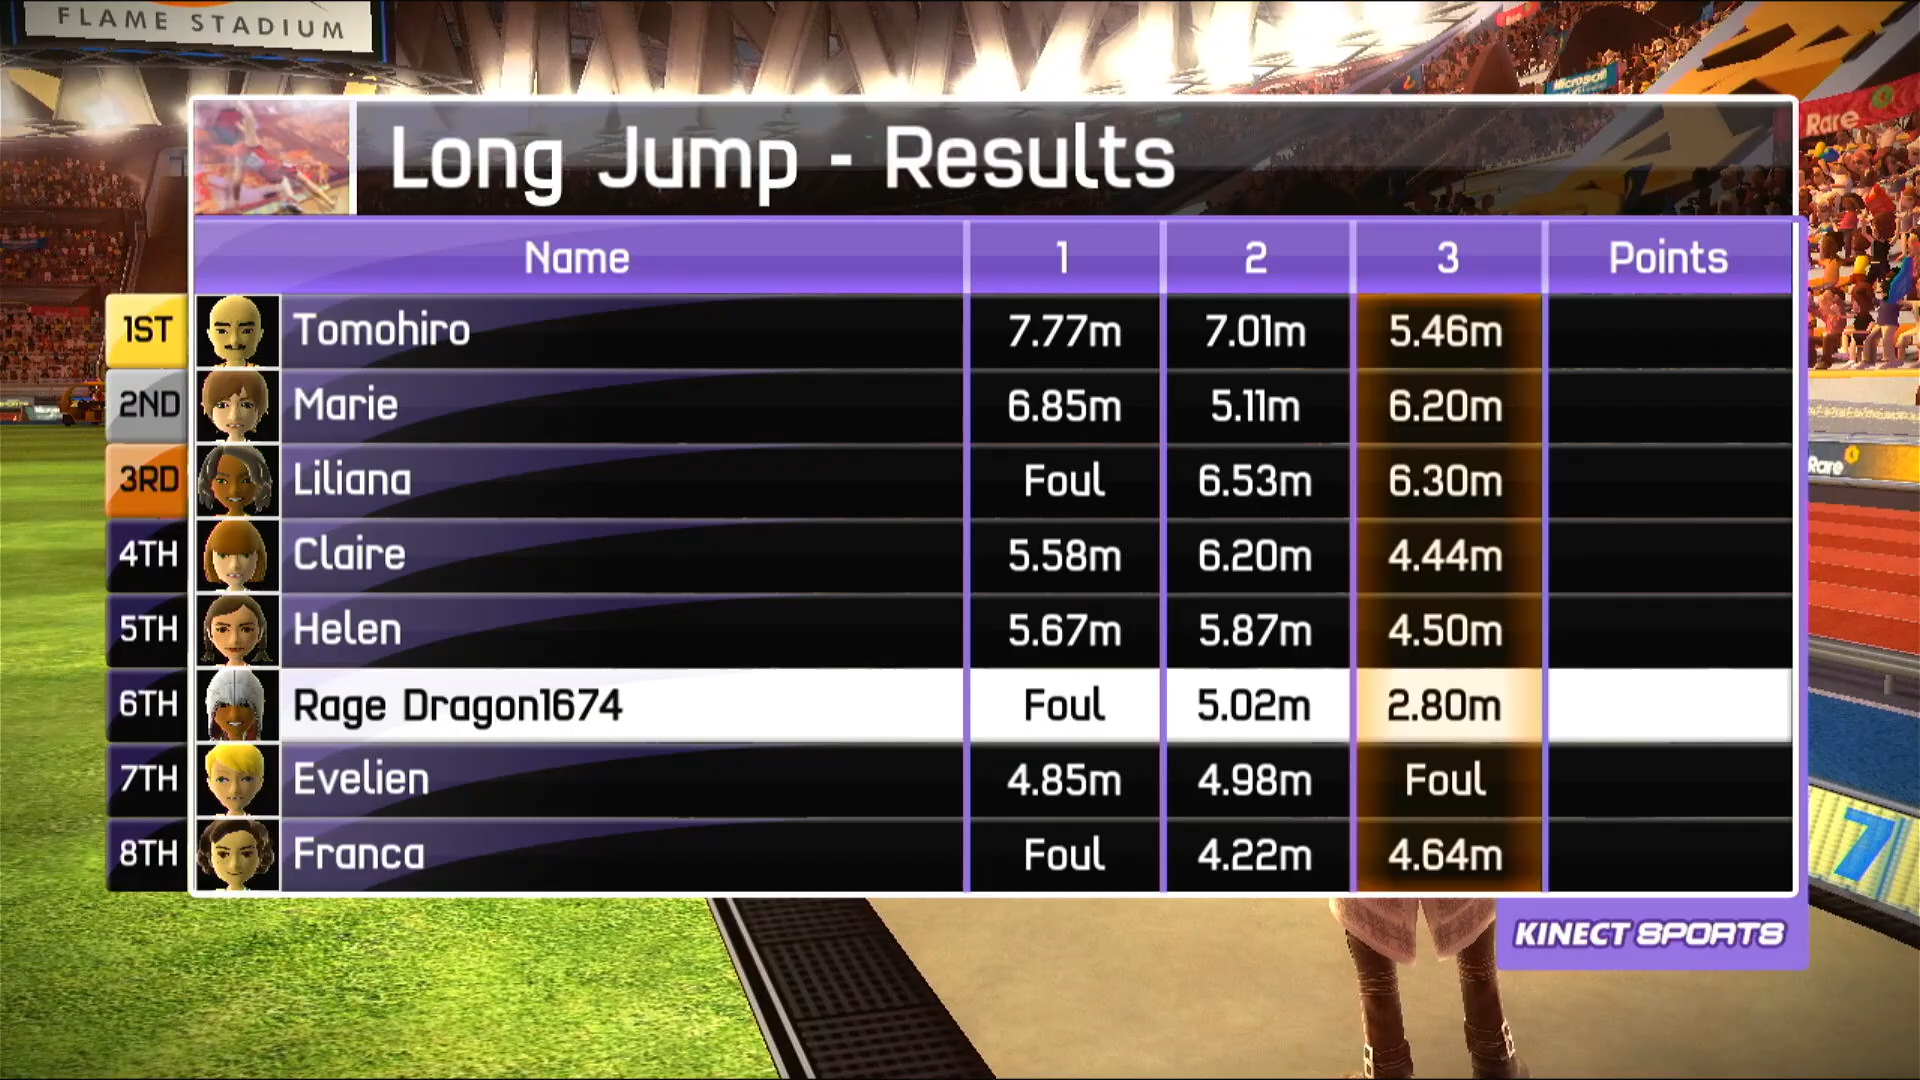 FLAME STADIUM
Microsoft
Rare
Long Jump - Results
Name 1 2 3 Points
1ST Tomohiro 7.77m 7.01m 5.46m
2ND Marie 6.85m 5.11m 6.20m
3RD Liliana Foul 6.53m 6.30m
Rare
4TH Claire 5.58m 6.20m 4.44m
5TH Helen 5.67m 5.87m 4.50m
6TH Rage Dragon1674 Foul 5.02m 2.80m
7TH Evelien 4.85m 4.98m Foul
8TH Franca Foul 4.22m 4.64m
7
KINECT SPORTS